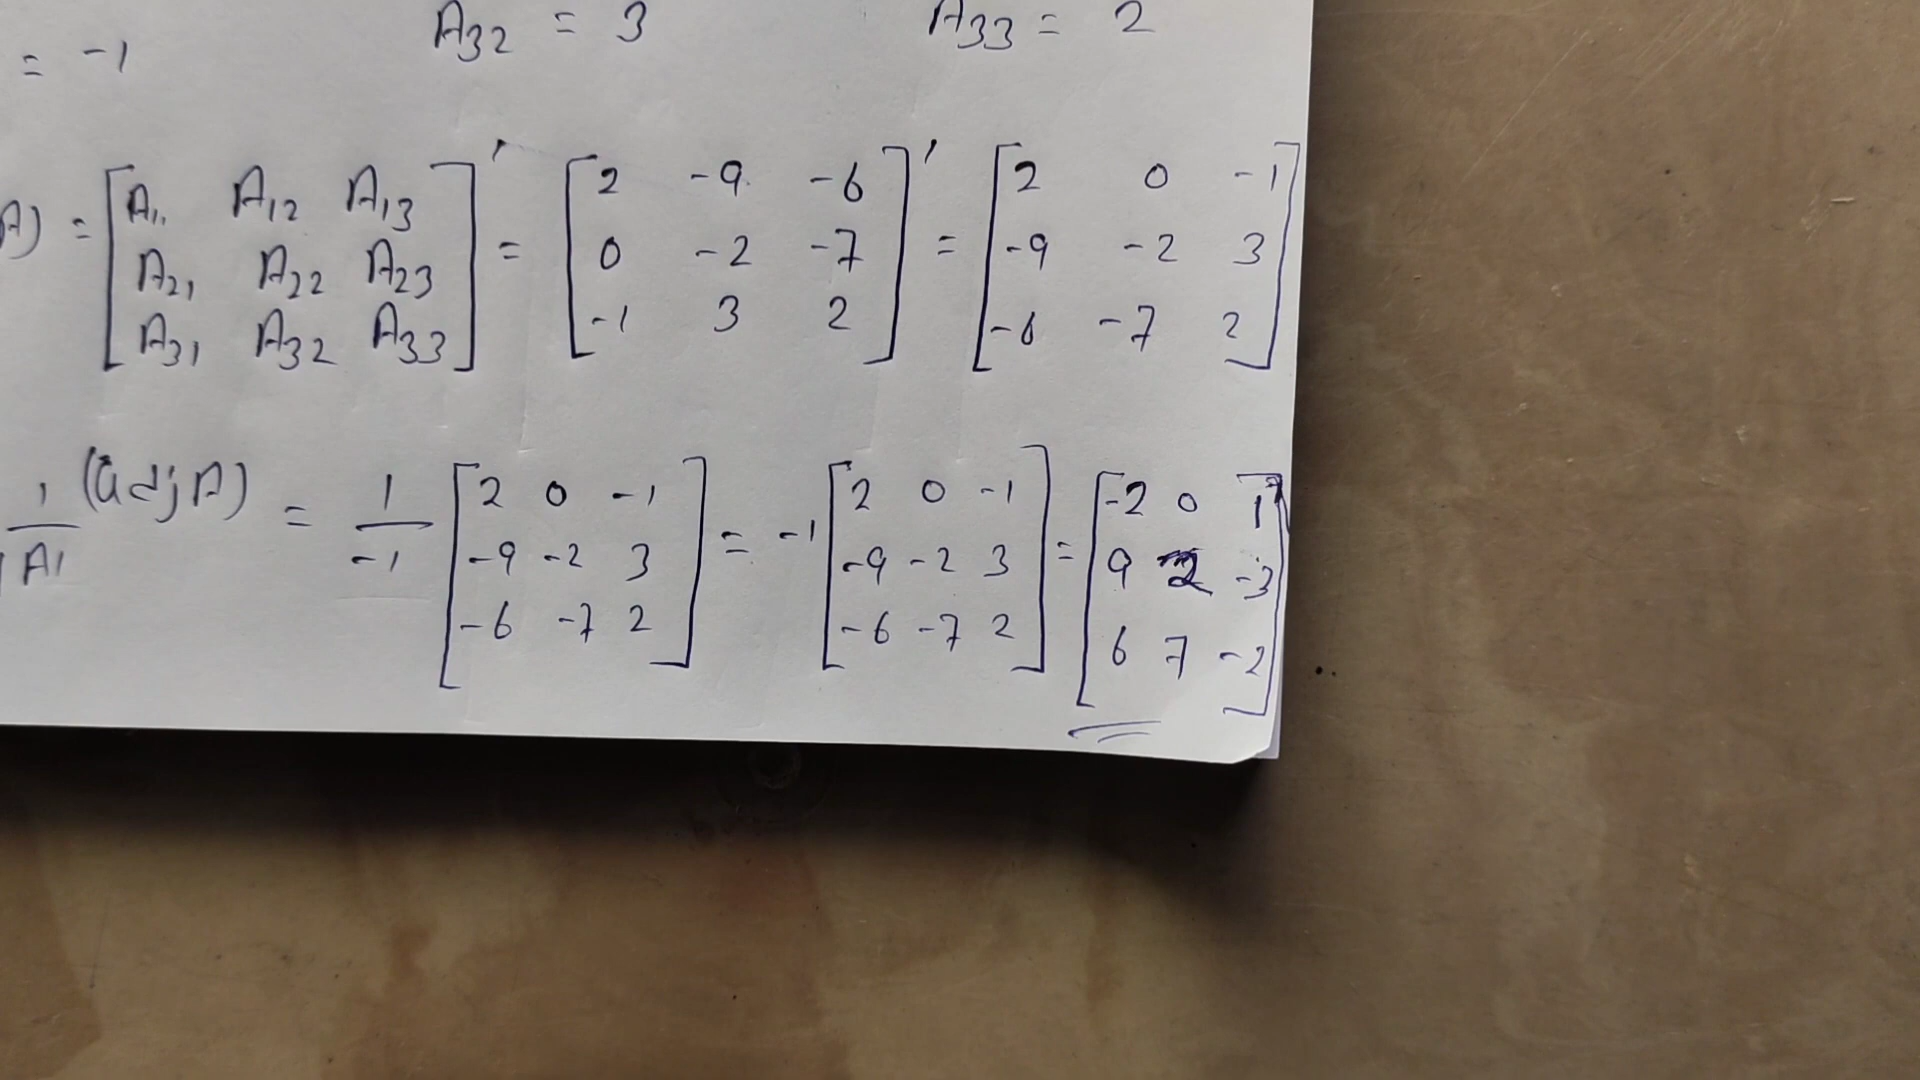 = -1 A32 = 3 A33 = 2
A) = [A11 A12 A13]' = [2 -9 -6]' = [2 0 -1]
[A21 A22 A23] [0 -2 -7] [-9 -2 3]
[A31 A32 A33] [-1 3 2] [-6 -7 2]
1/|A| (adj A) = 1/-1 [2 0 -1] = -1 [2 0 -1] = [-2 0 1]
[-9 -2 3] [-9 -2 3] [9 2 -3]
[-6 -7 2] [-6 -7 2] [6 7 -2]